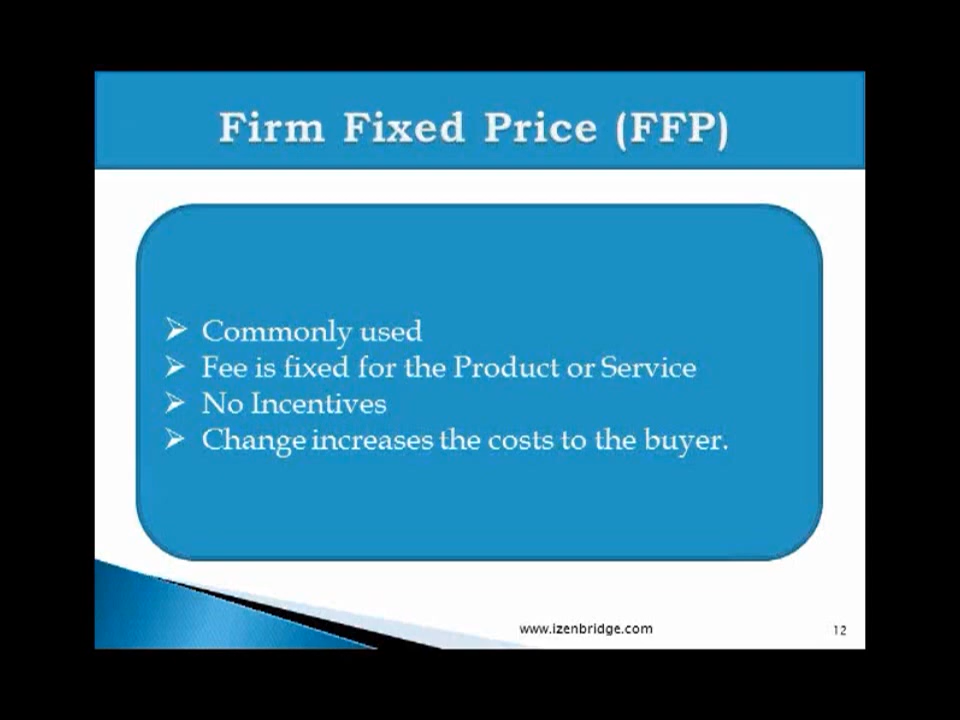 Firm Fixed Price (FFP)
➢ Commonly used
➢ Fee is fixed for the Product or Service
➢ No Incentives
➢ Change increases the costs to the buyer.
www.izenbridge.com
12